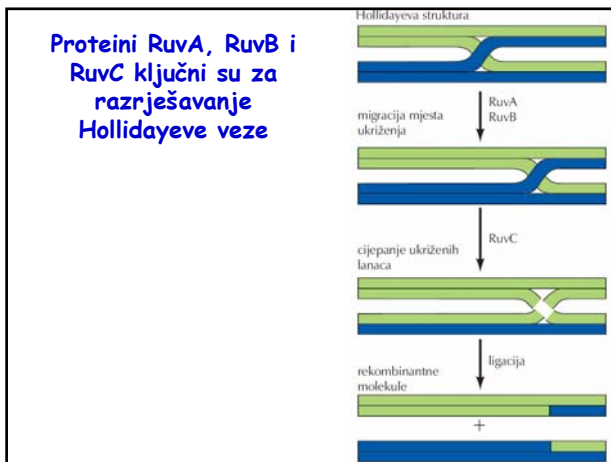 Proteini RuvA, RuvB i
RuvC ključni su za
razrješavanje
Hollidayeve veze
Hollidayeva struktura
migracija mjesta
ukriženja
RuvA
RuvB
cijepanje ukriženih
lanaca
RuvC
rekombinantne
molekule
ligacija
+